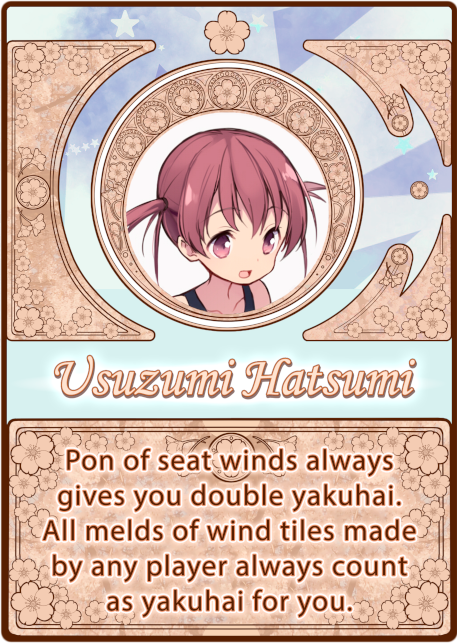 Usuzumi Hatsumi
Pon of seat winds always
gives you double yakuhai.
All melds of wind tiles made
by any player always count
as yakuhai for you.